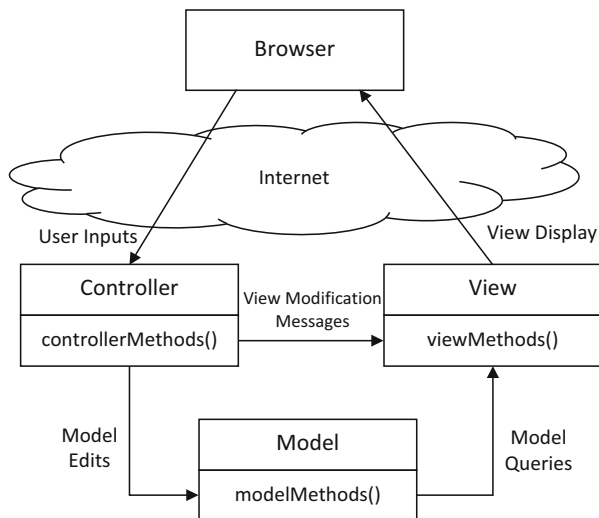 Browser
Internet
User Inputs
View Display
Controller
controllerMethods()
View Modification
Messages
View
viewMethods()
Model
Edits
Model
modelMethods()
Model
Queries